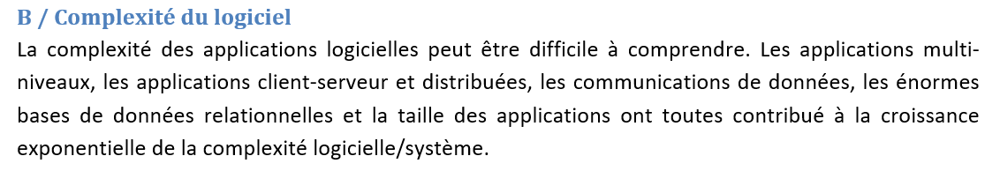 B / Complexité du logiciel
La complexité des applications logicielles peut être difficile à comprendre. Les applications multi-
niveaux, les applications client-serveur et distribuées, les communications de données, les énormes
bases de données relationnelles et la taille des applications ont toutes contribué à la croissance
exponentielle de la complexité logicielle/système.